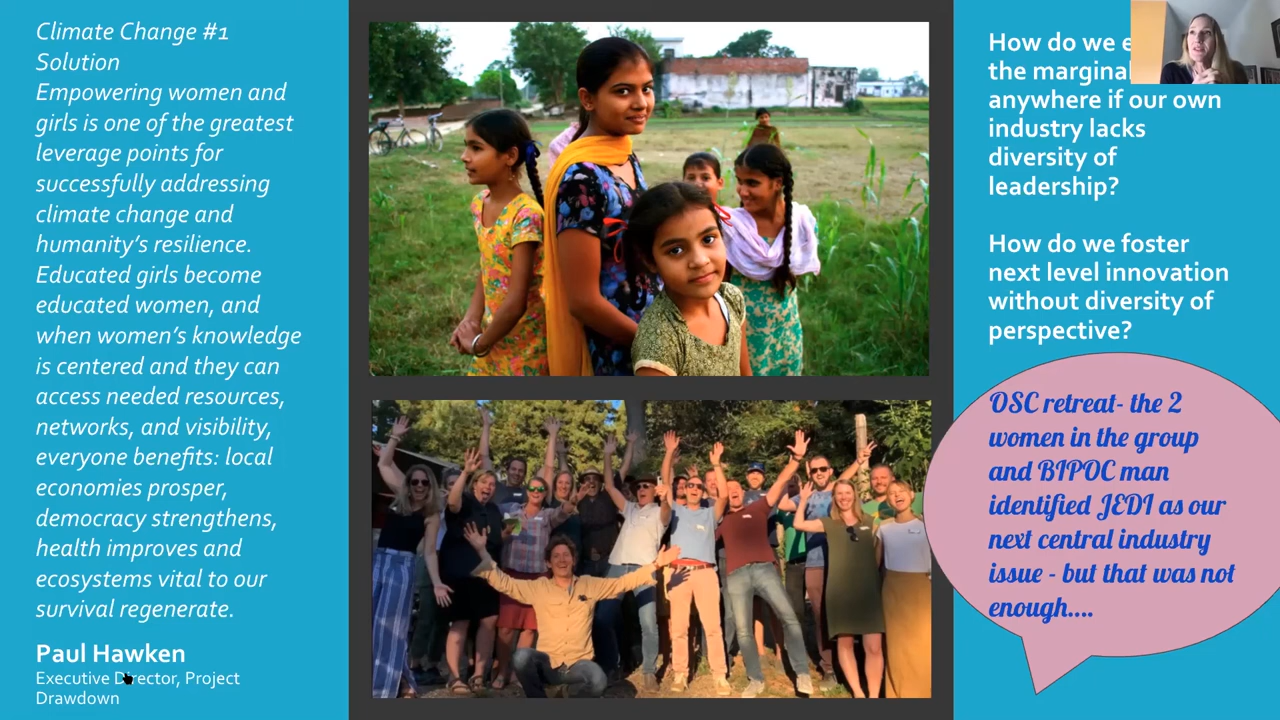 Climate Change #1
Solution
Empowering women and
girls is one of the greatest
leverage points for
successfully addressing
climate change and
humanity's resilience.
Educated girls become
educated women, and
when women's knowledge
is centered and they can
access needed resources,
networks, and visibility,
everyone benefits: local
economies prosper,
democracy strengthens,
health improves and
ecosystems vital to our
survival regenerate.
Paul Hawken
Executive Director, Project
Drawdown
How do we
the
anywhere if our own
industry lacks
diversity of
leadership?
How do we foster
next level innovation
without diversity of
perspective?
OSC retreat- the 2
women in the group
and BIPOC man
identified JEDI as our
next central industry
issue - but that was not
enough....